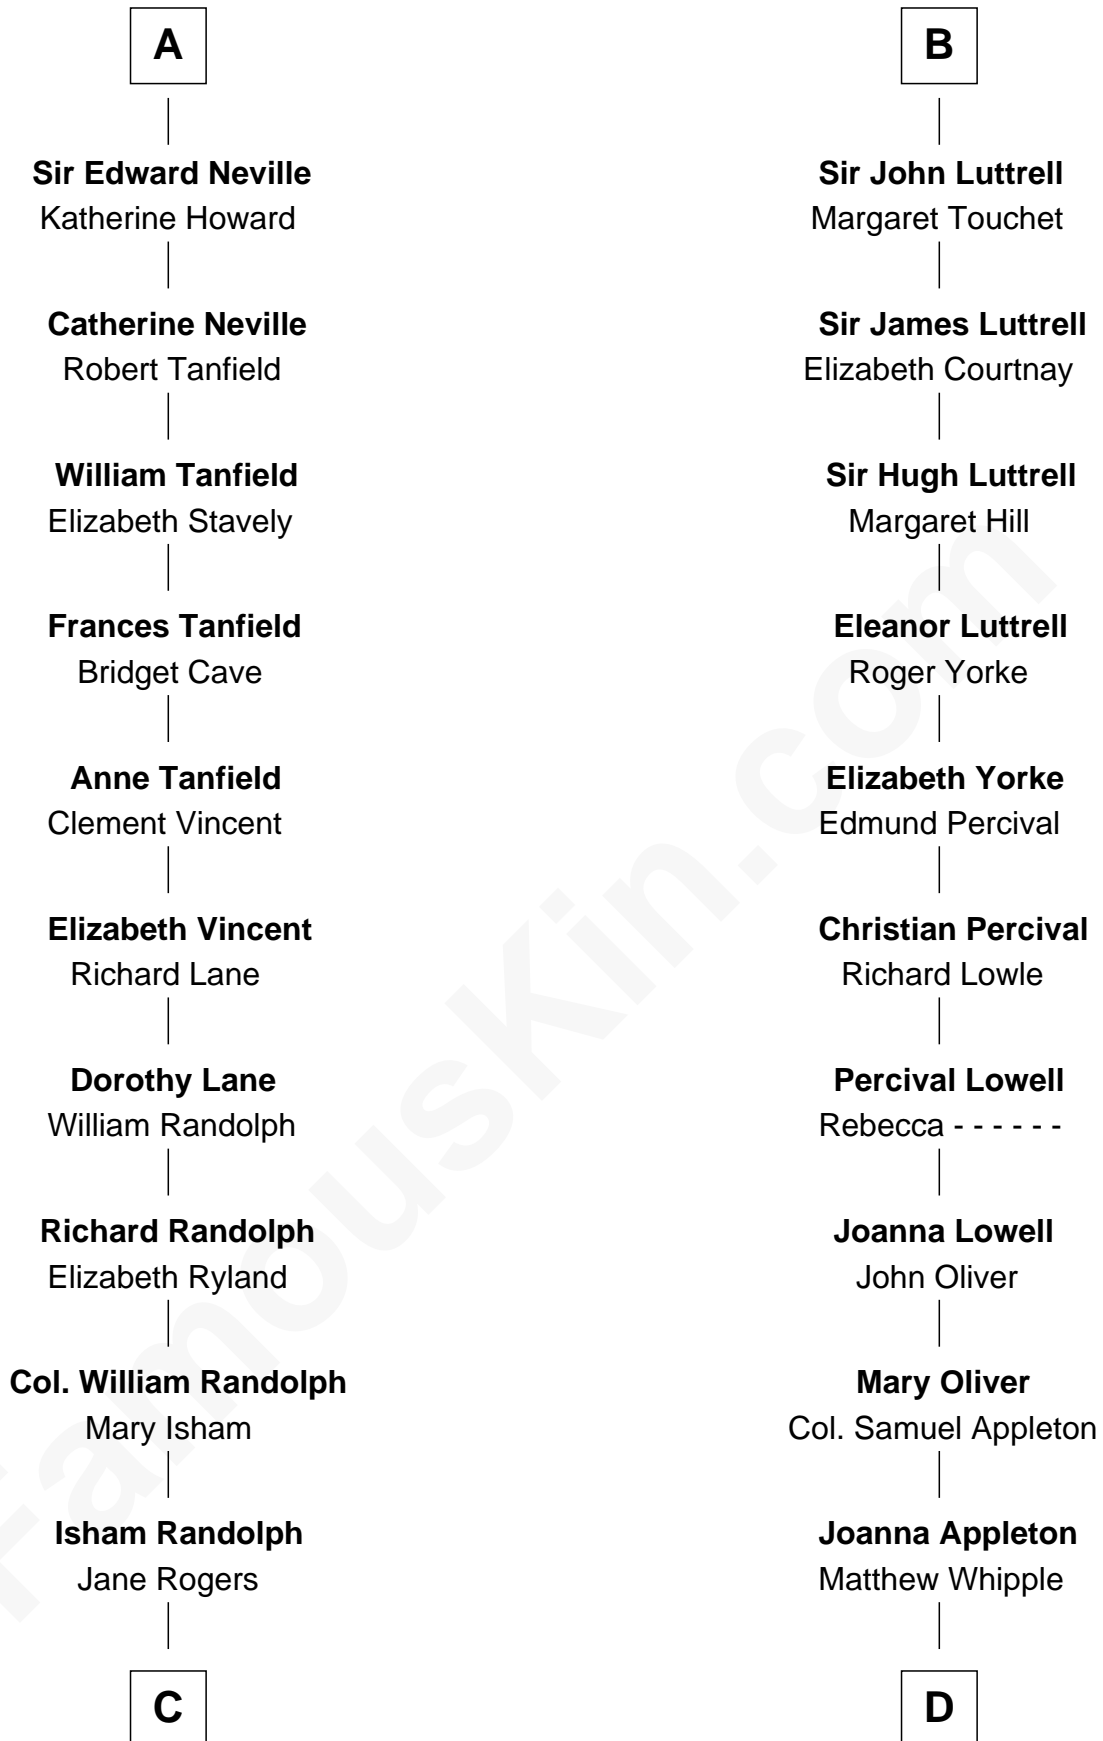 A
Sir Edward Neville
Katherine Howard
Catherine Neville
Robert Tanfield
William Tanfield
Elizabeth Stavely
Frances Tanfield
Bridget Cave
Anne Tanfield
Clement Vincent
Elizabeth Vincent
Richard Lane
Dorothy Lane
William Randolph
Richard Randolph
Elizabeth Ryland
Col. William Randolph
Mary Isham
Isham Randolph
Jane Rogers
C
B
Sir John Luttrell
Margaret Touchet
Sir James Luttrell
Elizabeth Courtnay
Sir Hugh Luttrell
Margaret Hill
Eleanor Luttrell
Roger Yorke
Elizabeth Yorke
Edmund Percival
Christian Percival
Richard Lowle
Percival Lowell
Rebecca - - - - - -
Joanna Lowell
John Oliver
Mary Oliver
Col. Samuel Appleton
Joanna Appleton
Matthew Whipple
D
FamousKin.com